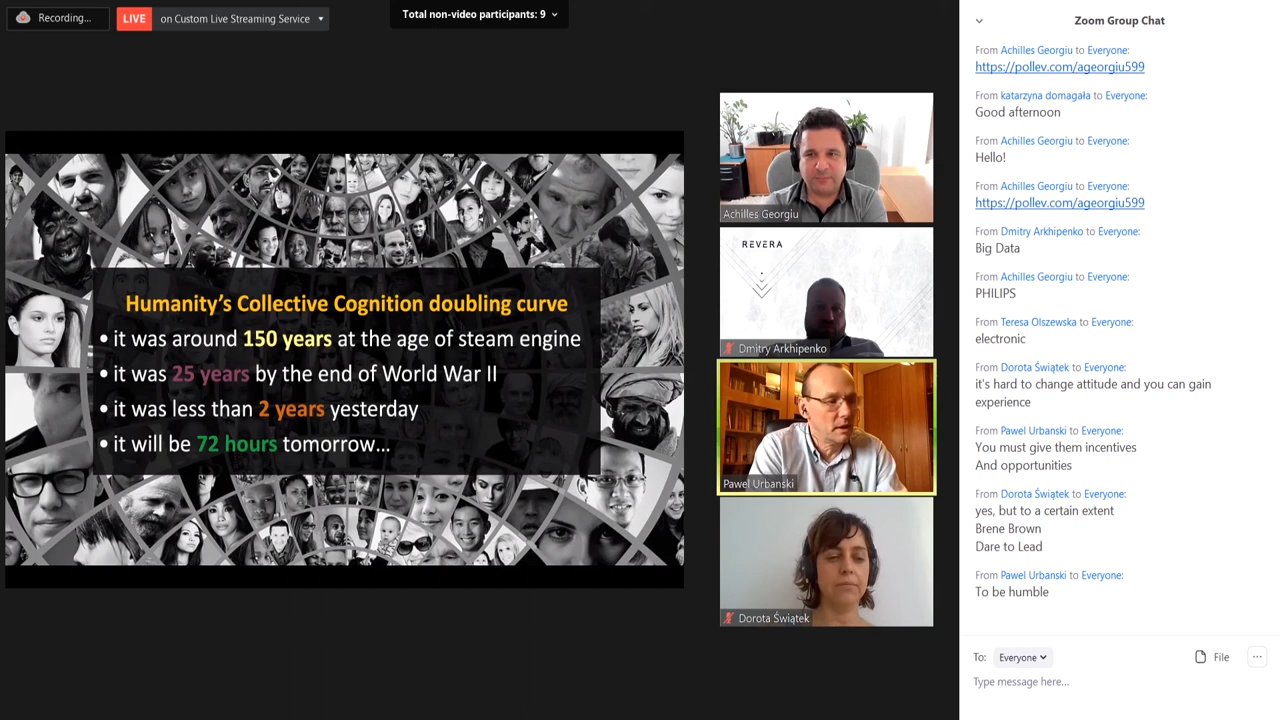 Recording...
LIVE
on Custom Live Streaming Service
Total non-video participants: 9
Humanity's Collective Cognition doubling curve
• it was around 150 years at the age of steam engine
• it was 25 years by the end of World War II
• it was less than 2 years yesterday
• it will be 72 hours tomorrow...
Achilles Georgiu
REVERA
Dmitry Arkhipenko
Pawel Urbanski
Dorota Świątek
Zoom Group Chat
From Achilles Georgiu to Everyone:
https://pollev.com/ageorgiu599
From katarzyna domagała to Everyone:
Good afternoon
From Achilles Georgiu to Everyone:
Hello!
From Achilles Georgiu to Everyone:
https://pollev.com/ageorgiu599
From Dmitry Arkhipenko to Everyone:
Big Data
From Achilles Georgiu to Everyone:
PHILIPS
From Teresa Olszewska to Everyone:
electronic
From Dorota Świątek to Everyone:
it's hard to change attitude and you can gain
experience
From Pawel Urbanski to Everyone:
You must give them incentives
And opportunities
From Dorota Świątek to Everyone:
yes, but to a certain extent
Brene Brown
Dare to Lead
From Pawel Urbanski to Everyone:
To be humble
To: Everyone
File
...
Type message here...